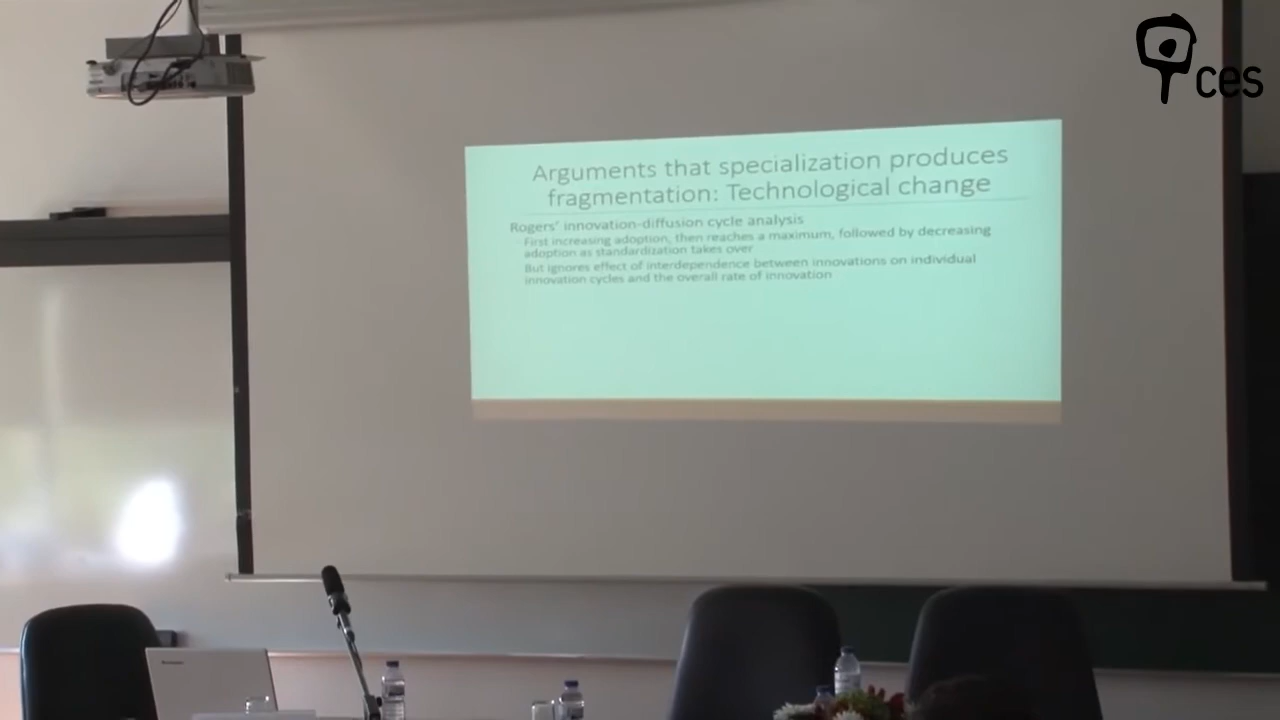 ces
Arguments that specialization produces
fragmentation: Technological change
Rogers' innovation-diffusion cycle analysis
First increasing adoption, then reaches a maximum, followed by decreasing
adoption as standardization takes over
But ignores effect of interdependence between innovations on individual
innovation cycles and the overall rate of innovation